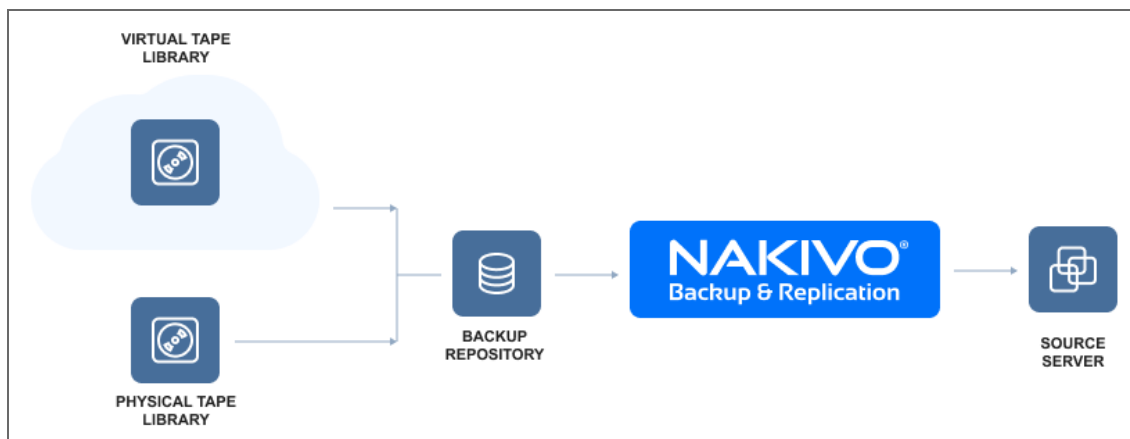 VIRTUAL TAPE
LIBRARY
PHYSICAL TAPE
LIBRARY
BACKUP
REPOSITORY
NAKIVO®
Backup & Replication
SOURCE
SERVER